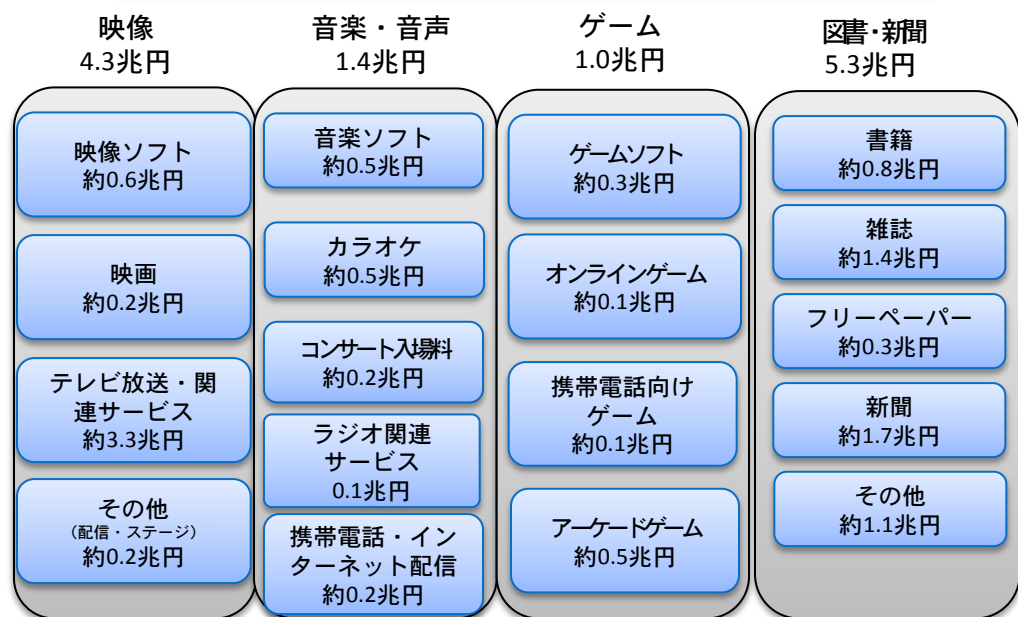 映像
4.3兆円
映像ソフト
約0.6兆円
映画
約0.2兆円
テレビ放送・関
連サービス
約3.3兆円
その他
(配信・ステージ)
約0.2兆円
音楽・音声
1.4兆円
音楽ソフト
約0.5兆円
カラオケ
約0.5兆円
コンサート入場料
約0.2兆円
ラジオ関連
サービス
0.1兆円
携帯電話・イン
ターネット配信
約0.2兆円
ゲーム
1.0兆円
ゲームソフト
約0.3兆円
オンラインゲーム
約0.1兆円
携帯電話向け
ゲーム
約0.1兆円
アーケードゲーム
約0.5兆円
図書・新聞
5.3兆円
書籍
約0.8兆円
雑誌
約1.4兆円
フリーペーパー
約0.3兆円
新聞
約1.7兆円
その他
約1.1兆円